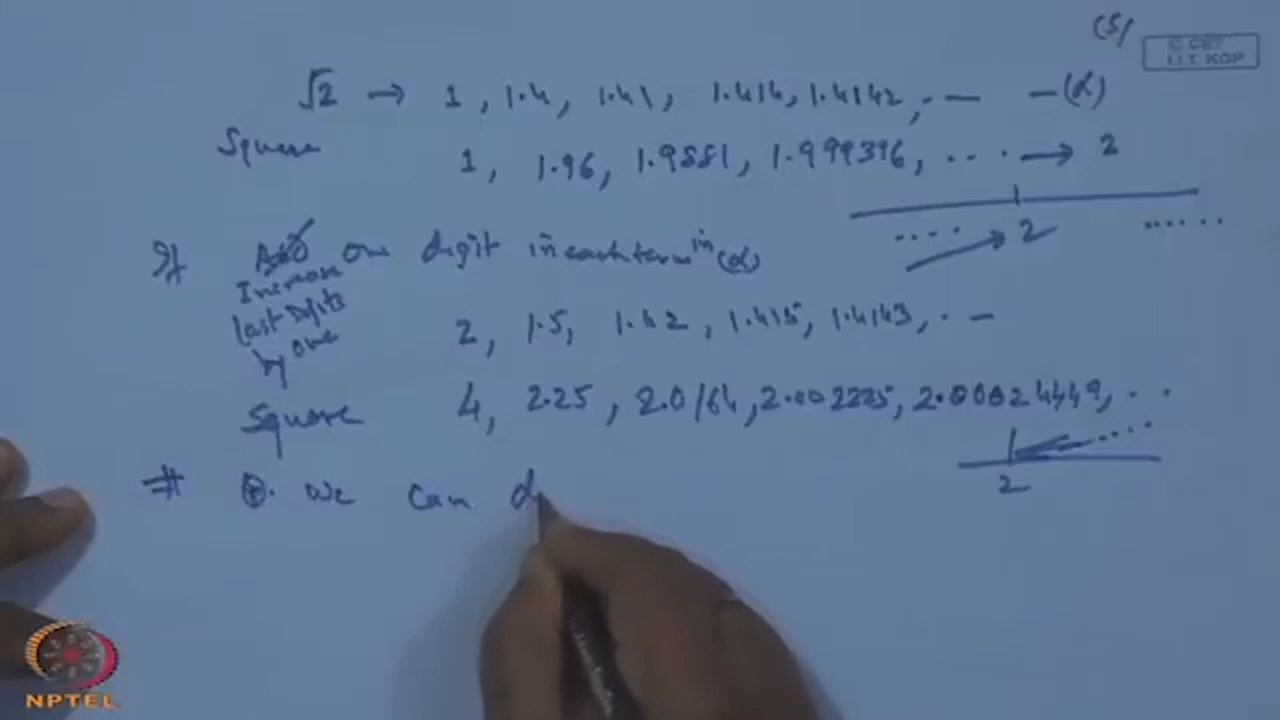 (5)
© CET
I.I.T. KGP
√2 → 1, 1.4, 1.41, 1.414, 1.4142, .— —(α)
Square 1, 1.96, 1.9881, 1.999396, ... → 2
.... 2 ......
If Add one digit in each term in (α)
Increase
last Digits
by one
2, 1.5, 1.42, 1.415, 1.4143, .—
Square 4, 2.25, 2.0164, 2.002225, 2.00024449, ..
2
⇒ We can d
NPTEL